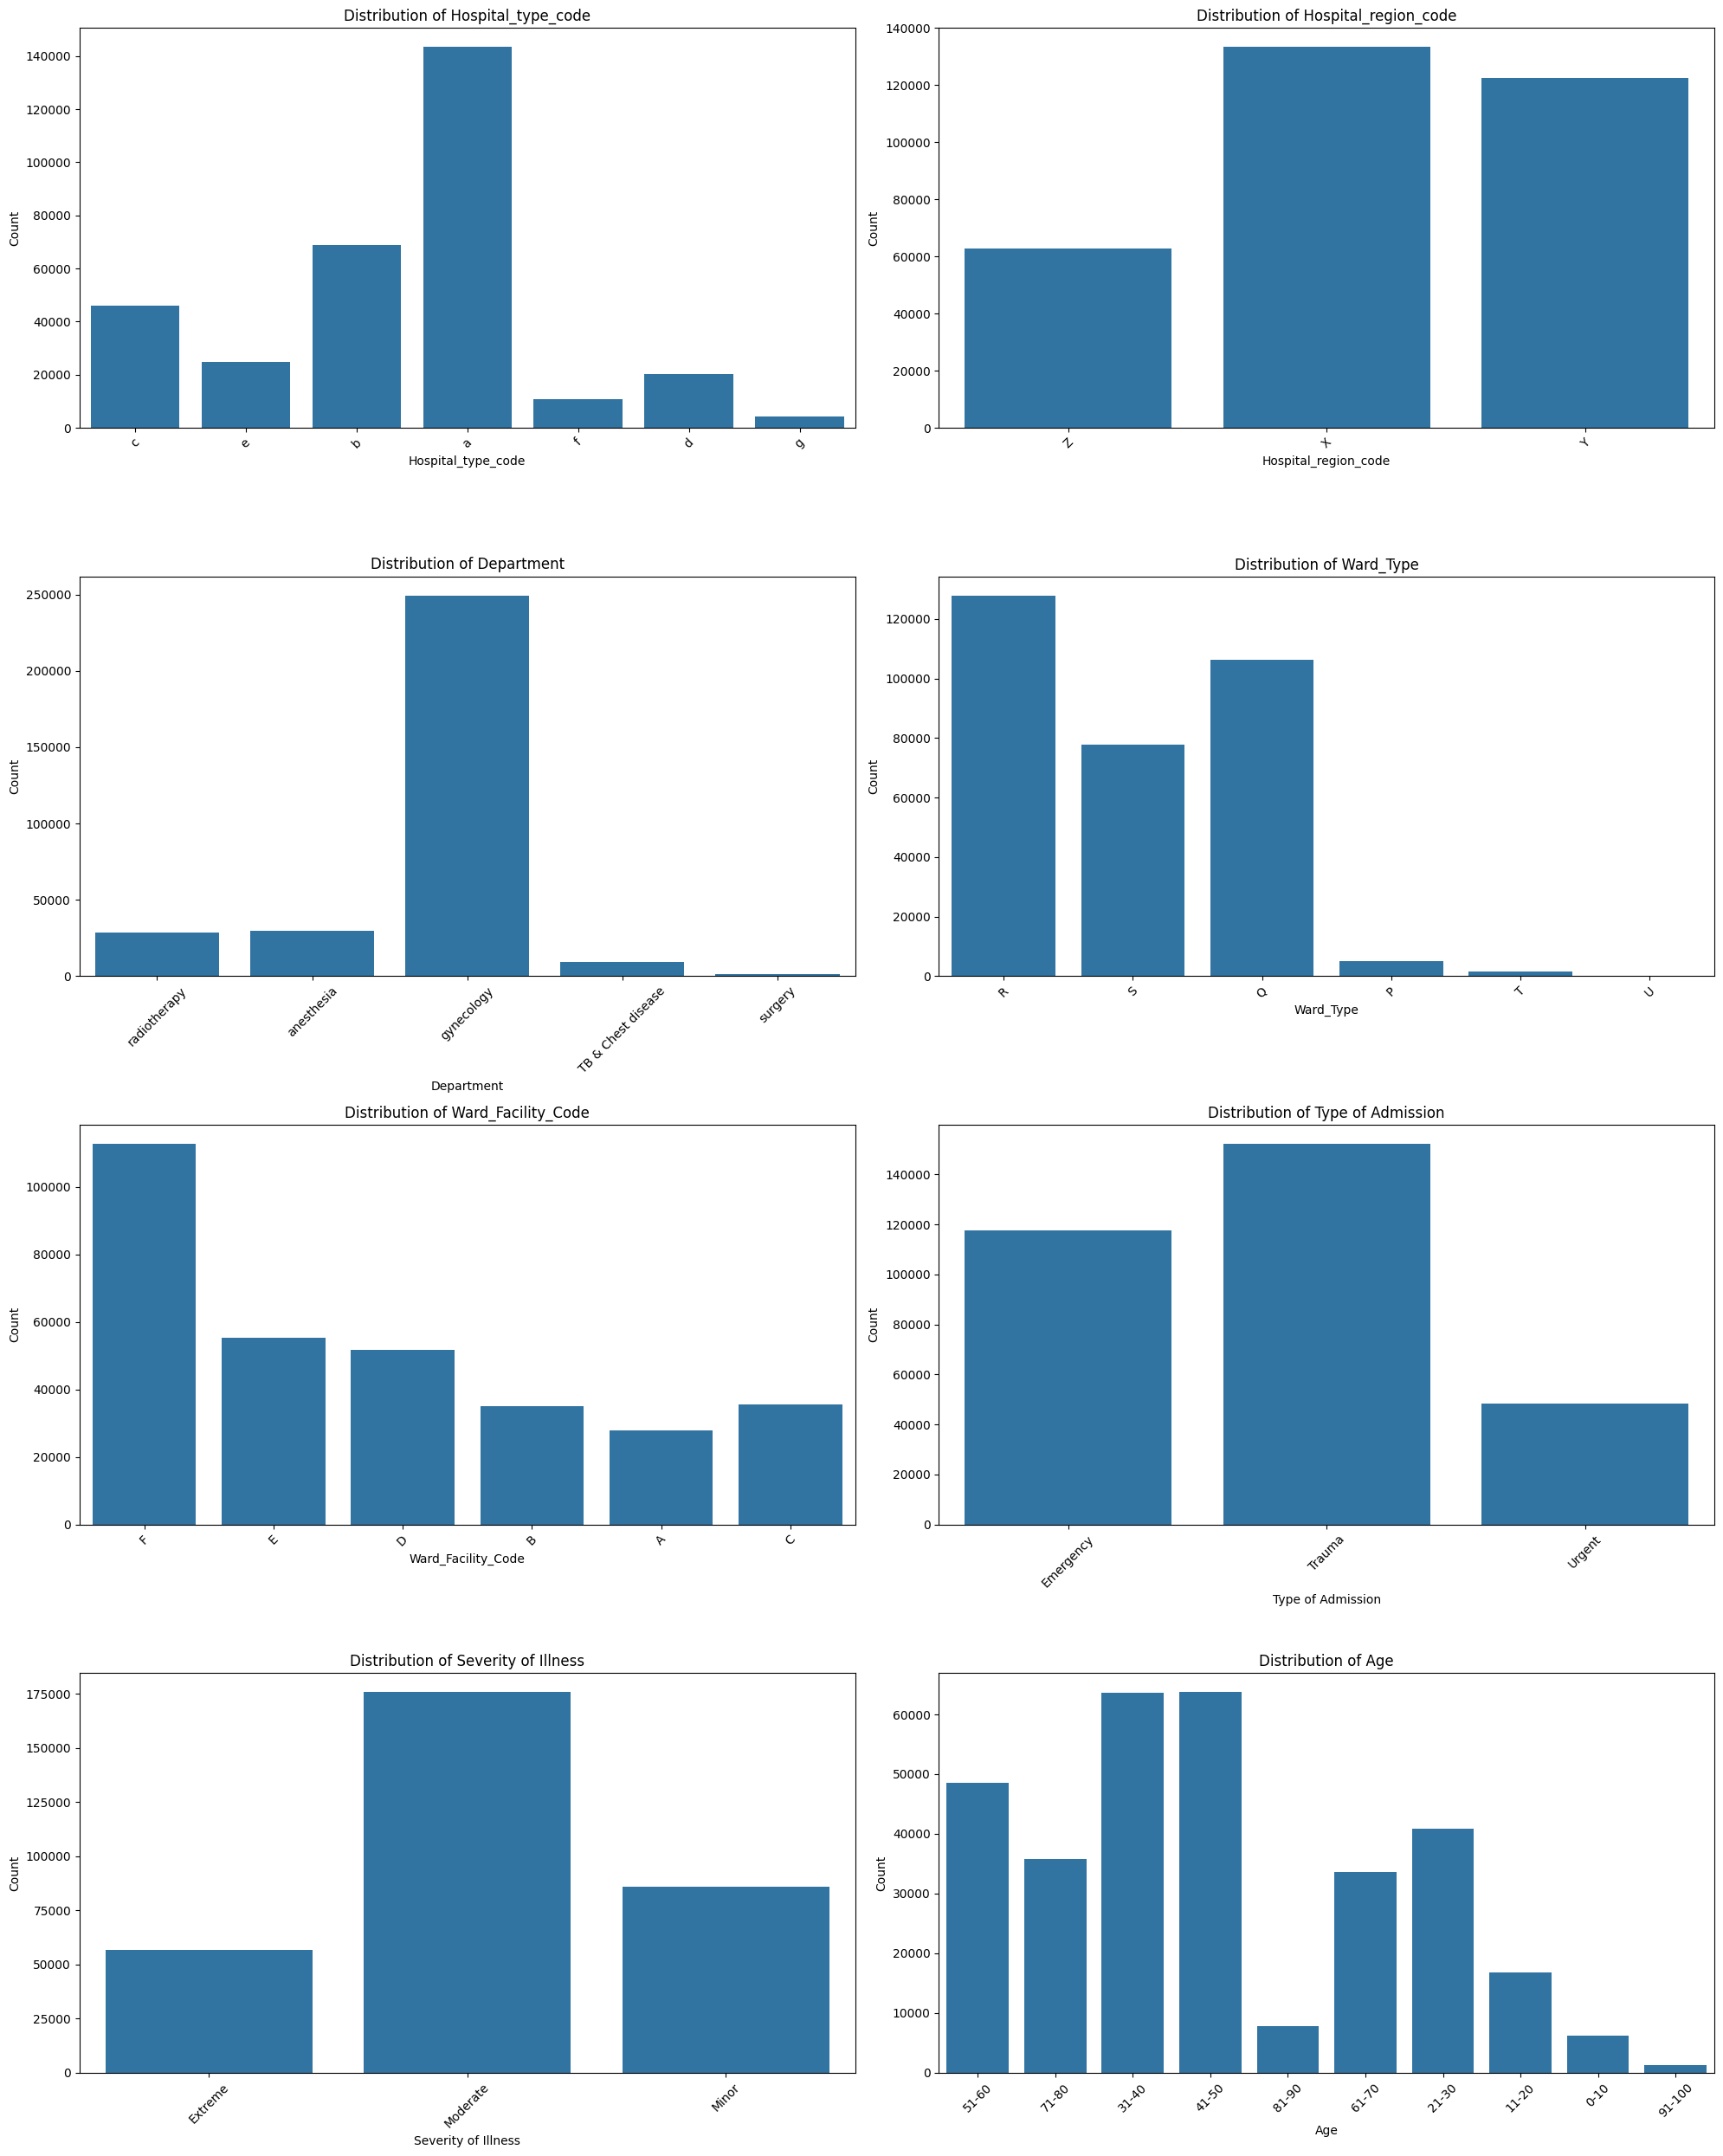 Distribution of Hospital_type_code
140000
120000
100000
80000
60000
40000
20000
0
Count
c e b a f d g
Hospital_type_code
Distribution of Hospital_region_code
140000
120000
100000
80000
60000
40000
20000
0
Count
Z X Y
Hospital_region_code
Distribution of Department
250000
200000
150000
100000
50000
0
Count
radiotherapy anesthesia gynecology TB & Chest disease surgery
Department
Distribution of Ward_Type
120000
100000
80000
60000
40000
20000
0
Count
R S Q P T U
Ward_Type
Distribution of Ward_Facility_Code
100000
80000
60000
40000
20000
0
Count
F E D B A C
Ward_Facility_Code
Distribution of Type of Admission
140000
120000
100000
80000
60000
40000
20000
0
Count
Emergency Trauma Urgent
Type of Admission
Distribution of Severity of Illness
175000
150000
125000
100000
75000
50000
25000
0
Count
Extreme Moderate Minor
Severity of Illness
Distribution of Age
60000
50000
40000
30000
20000
10000
0
Count
51-60 71-80 31-40 41-50 81-90 61-70 21-30 11-20 0-10 91-100
Age